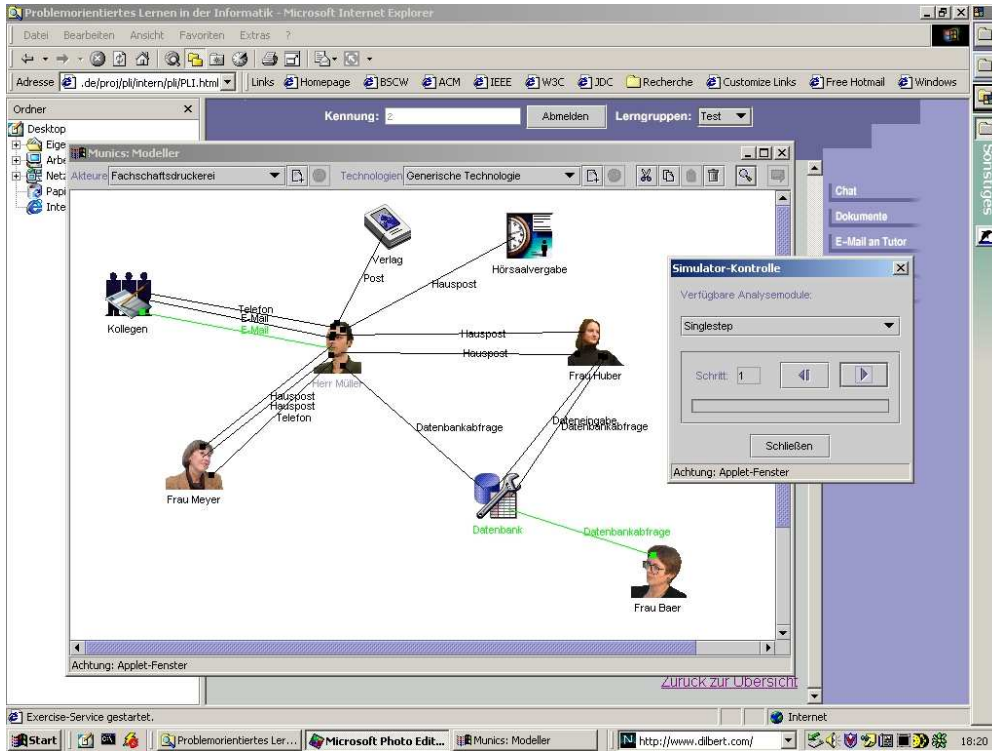 Problemorientiertes Lernen in der Informatik - Microsoft Internet Explorer
Datei Bearbeiten Ansicht Favoriten Extras ?
Adresse .de/proj/pli/intern/pli/PLI.html Links Homepage BSCW ACM IEEE W3C JDC Recherche Customize Links Free Hotmail Windows
Ordner
Desktop
Eige
Arbe
Netz
Papi
Inte
Kennung: 2 Abmelden Lerngruppen: Test
Munics: Modeller
Akteure Fachschaftsdruckerei Technologien Generische Technologie
Verlag
Post
Hörsaalvergabe
Hauspost
Kollegen
Telefon
E-Mail
E-Mail
Herr Müller
Hauspost
Hauspost
Frau Huber
Hauspost
Hauspost
Telefon
Frau Meyer
Datenbankabfrage
Dateneingabe
Datenbankabfrage
Datenbank
Datenbankabfrage
Frau Baer
Achtung: Applet-Fenster
Chat
Dokumente
E-Mail an Tutor
Simulator-Kontrolle
Verfügbare Analysemodule:
Singlestep
Schritt: 1
Schließen
Achtung: Applet-Fenster
Zurück zur Übersicht
Sonstiges
Exercise-Service gestartet. Internet
Start Problemorientiertes Ler... Microsoft Photo Edit... Munics: Modeller http://www.dilbert.com/ 18:20